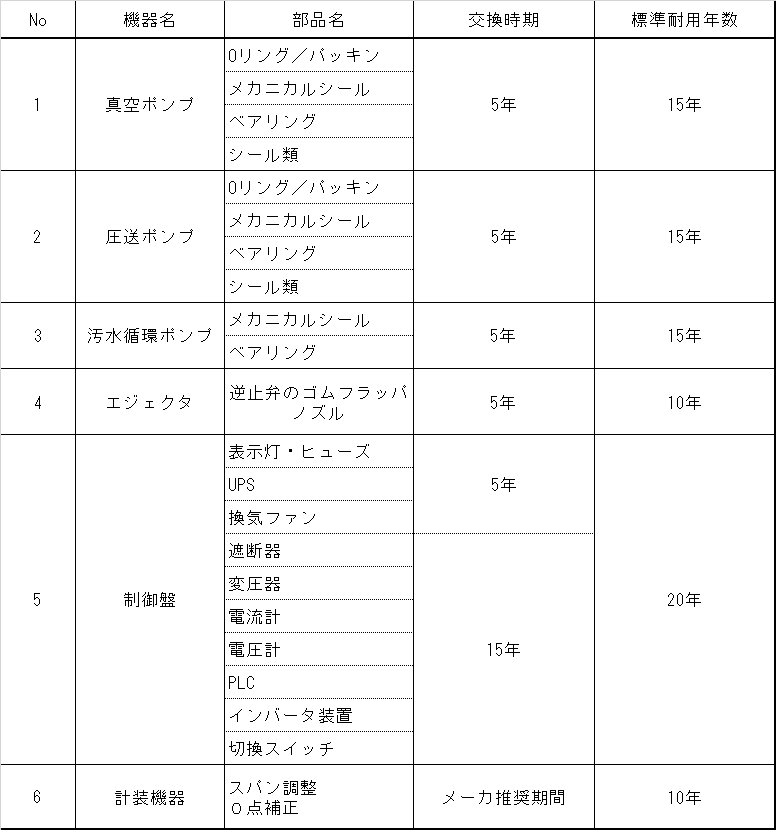 No 機器名 部品名 交換時期 標準耐用年数
1 真空ポンプ Oリング／パッキン 5年 15年
メカニカルシール
ベアリング
シール類
2 圧送ポンプ Oリング／パッキン 5年 15年
メカニカルシール
ベアリング
シール類
3 汚水循環ポンプ メカニカルシール 5年 15年
ベアリング
4 エジェクタ 逆止弁のゴムフラッパ 5年 10年
ノズル
5 制御盤 表示灯・ヒューズ 5年 20年
UPS
換気ファン
遮断器 15年
変圧器
電流計
電圧計
PLC
インバータ装置
切換スイッチ
6 計装機器 スパン調整 メーカ推奨期間 10年
０点補正